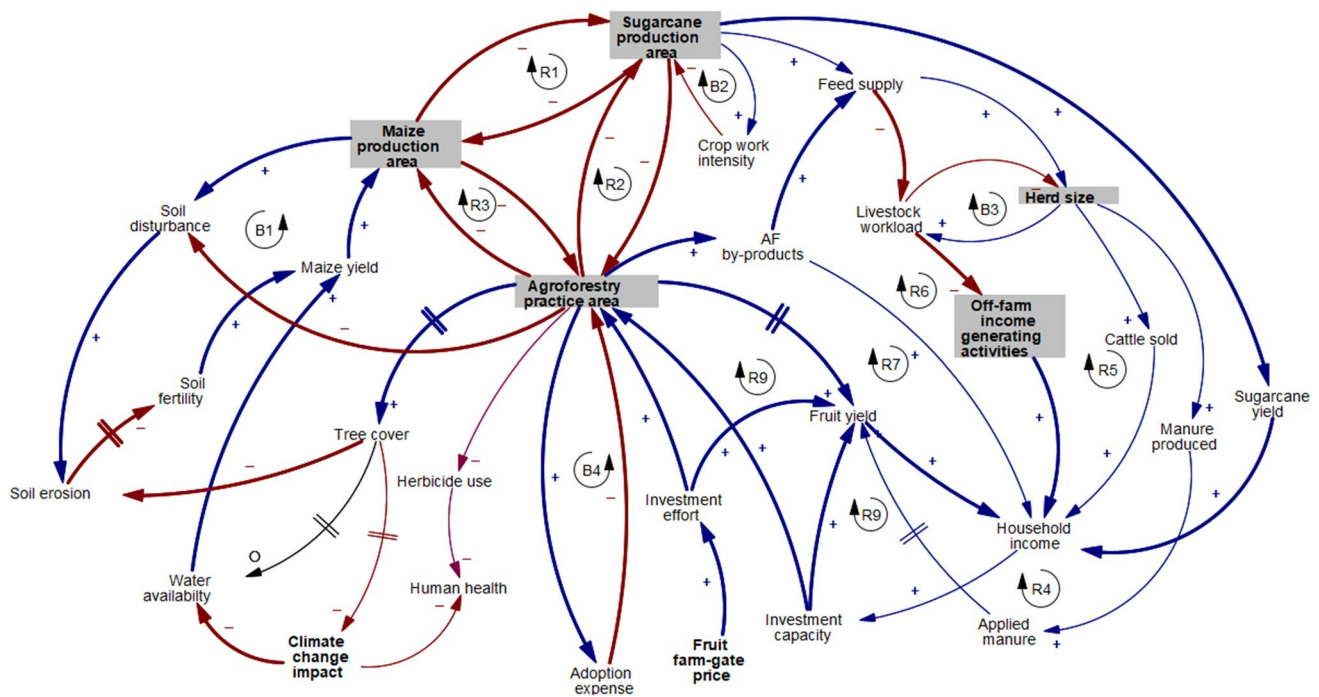 Sugarcane
production
area
R1
B2
Feed supply
Crop work
intensity
Maize
production
area
R2
R3
Livestock
workload
B3
Herd size
Soil
disturbance
B1
Maize yield
AF
by-products
R6
Agroforestry
practice area
Off-farm
income
generating
activities
Cattle sold
R5
R7
R9
Soil
fertility
Fruit yield
Sugarcane
yield
Manure
produced
Tree cover
B4
Herbicide use
Soil erosion
Investment
effort
R9
Household
income
O
Water
availabilty
Human health
R4
Investment
capacity
Applied
manure
Climate
change
impact
Adoption
expense
Fruit
farm-gate
price